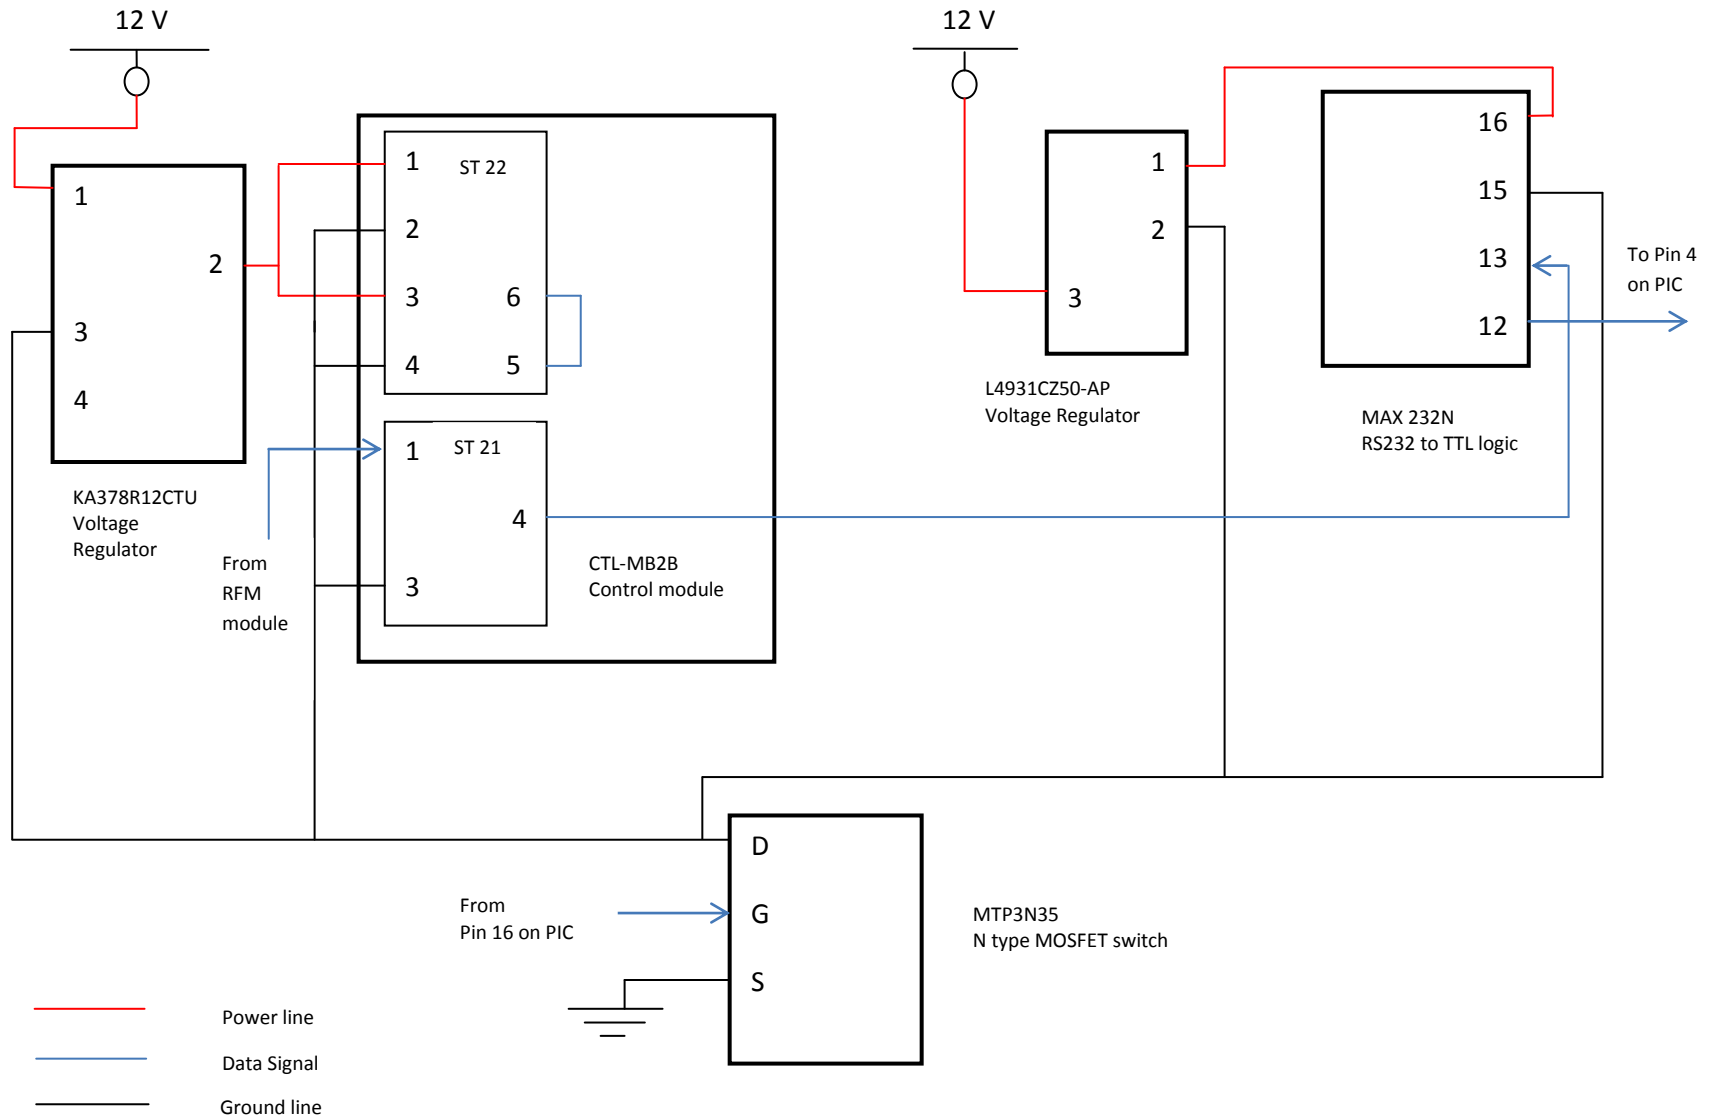 12 V
12 V
1
2
3
4
KA378R12CTU
Voltage
Regulator
1
ST 22
2
3
6
4
5
1
ST 21
4
3
From
RFM
module
CTL-MB2B
Control module
1
2
3
L4931CZ50-AP
Voltage Regulator
16
15
13
12
MAX 232N
RS232 to TTL logic
To Pin 4
on PIC
D
G
S
From
Pin 16 on PIC
MTP3N35
N type MOSFET switch
Power line
Data Signal
Ground line